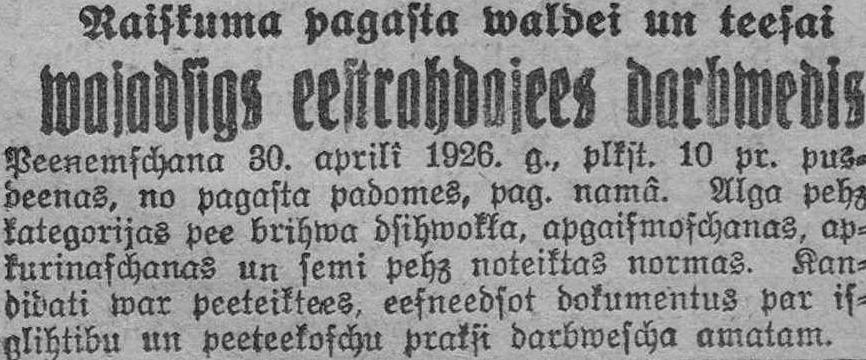 Raiſkuma pagaſta waldei un teeſai
wajadſigs eeſtrahdajees darbwedis
Peenemſchana 30. aprilî 1926. g., plkſt. 10 pr. pus-
deenas, no pagaſta padomes, pag. namâ. Alga pehz
kategorijas pee brihwa dſihwokļa, apgaiſmoſchanas, ap-
kurinaſchanas un ſemi pehz noteiktas normas. Kan-
didati war peeteiktees, eeſneedſot dokumentus par iſ-
glihtibu un peeteekoſchu prakſi darbweſcha amatam.